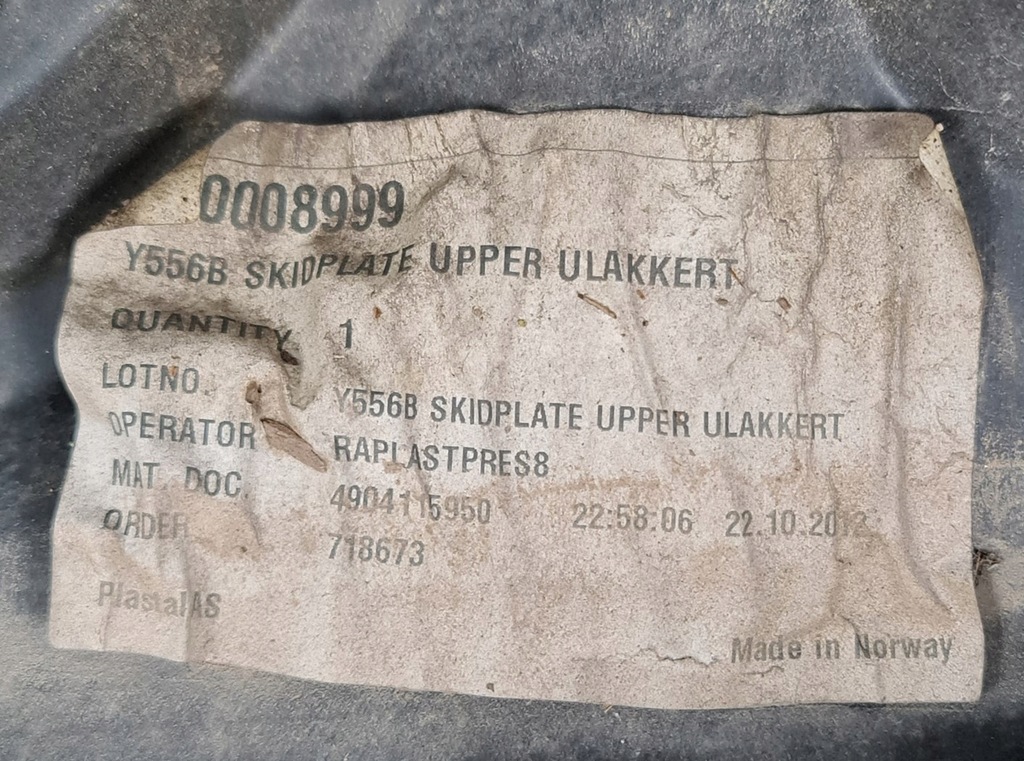 0008999
Y556B SKIDPLATE UPPER ULAKKERT
QUANTITY 1
LOTNO. Y556B SKIDPLATE UPPER ULAKKERT
OPERATOR RAPLASTPRES8
MAT. DOC. 4904115950 22:58:06 22.10.2012
ORDER 718673
PlastalAS
Made in Norway